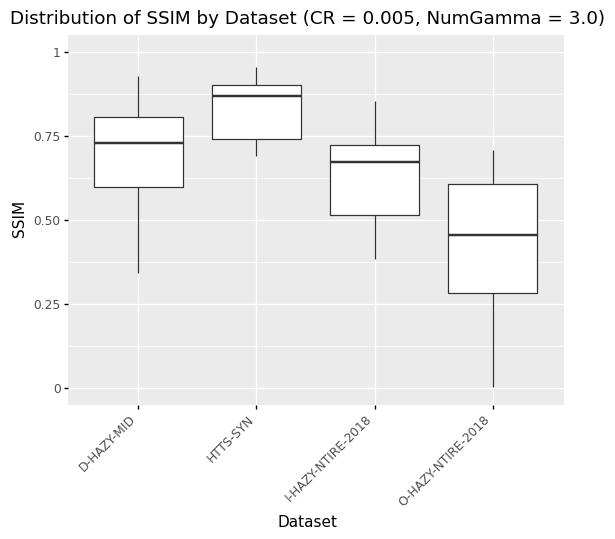 Distribution of SSIM by Dataset (CR = 0.005, NumGamma = 3.0)
1
0.75
0.50
0.25
0
SSIM
D-HAZY-MID
HTTS-SYN
I-HAZY-NTIRE-2018
O-HAZY-NTIRE-2018
Dataset